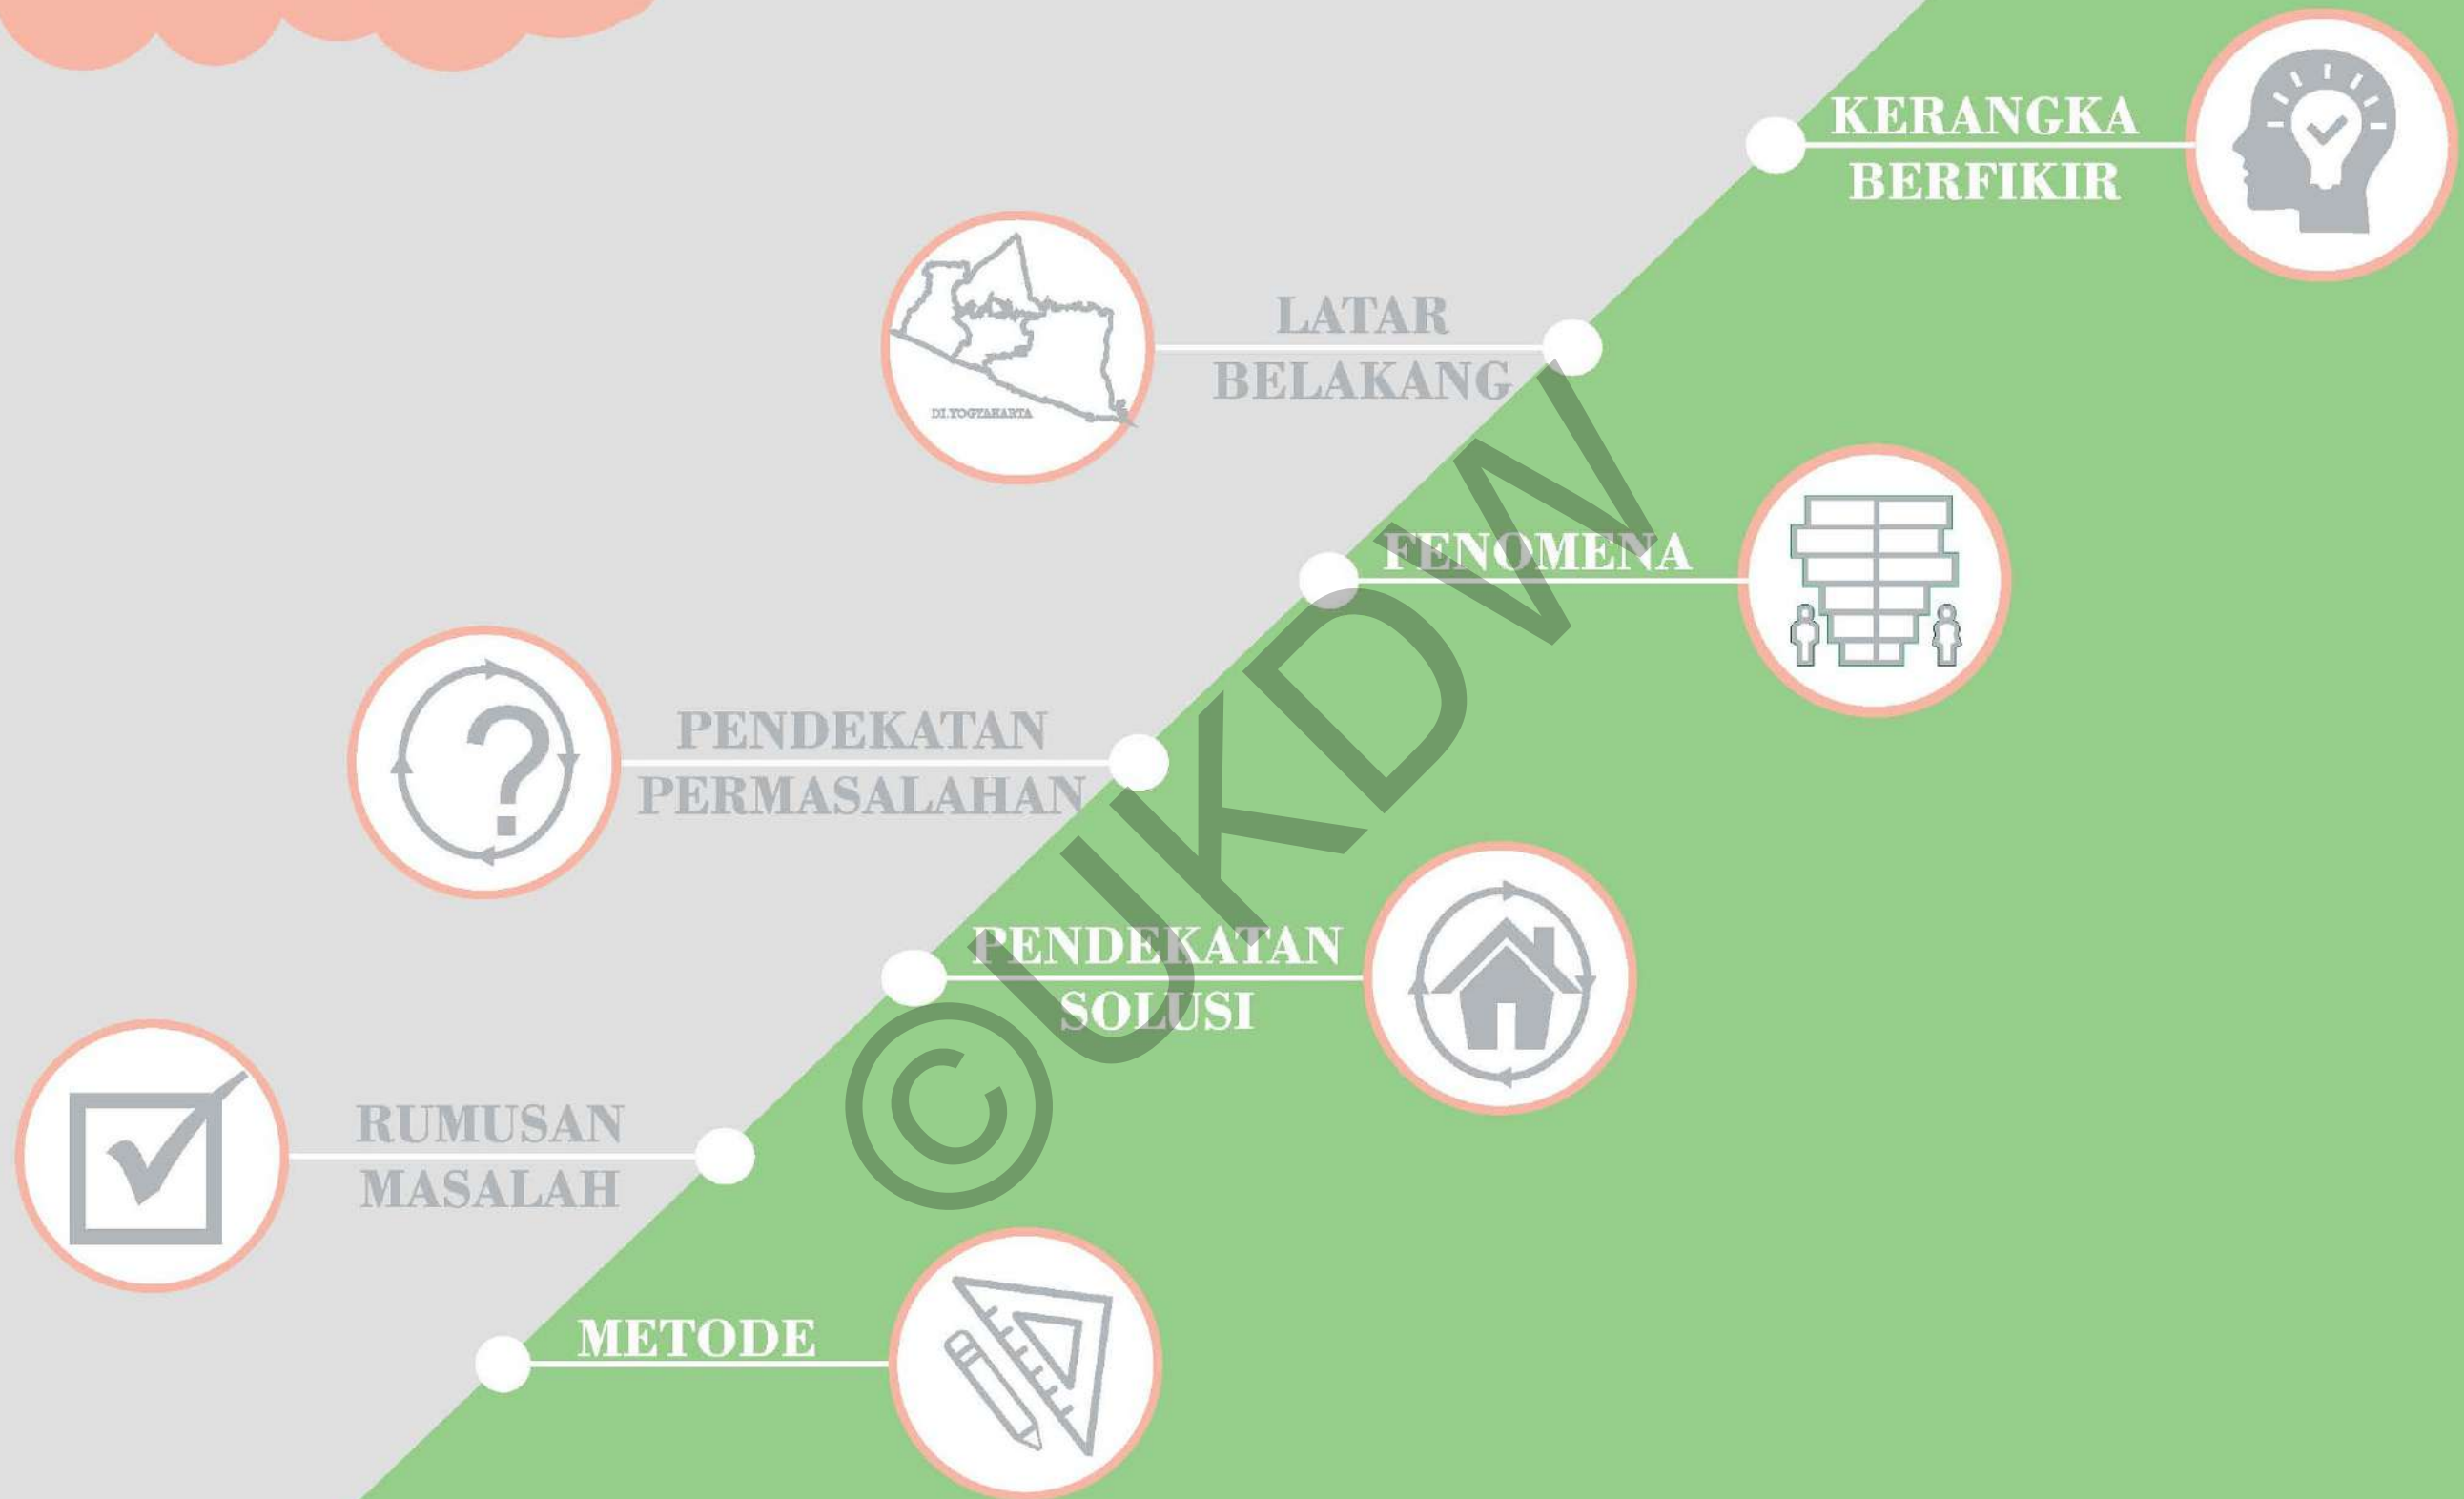 KERANGKA
BERFIKIR
LATAR
BELAKANG
DI.YOGYAKARTA
FENOMENA
PENDEKATAN
PERMASALAHAN
PENDEKATAN
SOLUSI
RUMUSAN
MASALAH
METODE
©UKDW